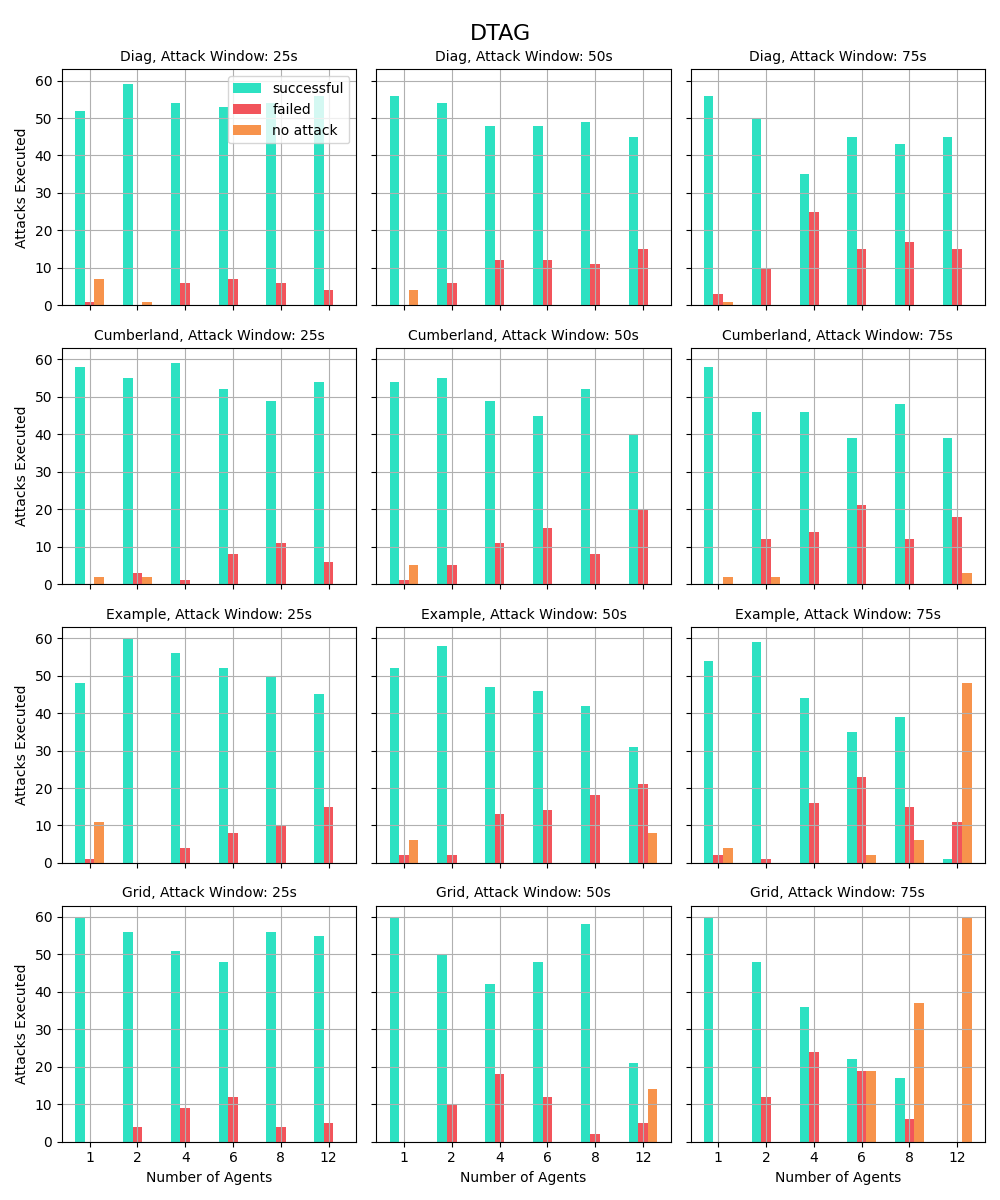 DTAG
Diag, Attack Window: 25s
Diag, Attack Window: 50s
Diag, Attack Window: 75s
successful
failed
no attack
Attacks Executed
60
50
40
30
20
10
0
Cumberland, Attack Window: 25s
Cumberland, Attack Window: 50s
Cumberland, Attack Window: 75s
Attacks Executed
60
50
40
30
20
10
0
Example, Attack Window: 25s
Example, Attack Window: 50s
Example, Attack Window: 75s
Attacks Executed
60
50
40
30
20
10
0
Grid, Attack Window: 25s
Grid, Attack Window: 50s
Grid, Attack Window: 75s
Attacks Executed
60
50
40
30
20
10
0
1 2 4 6 8 12
1 2 4 6 8 12
1 2 4 6 8 12
Number of Agents
Number of Agents
Number of Agents